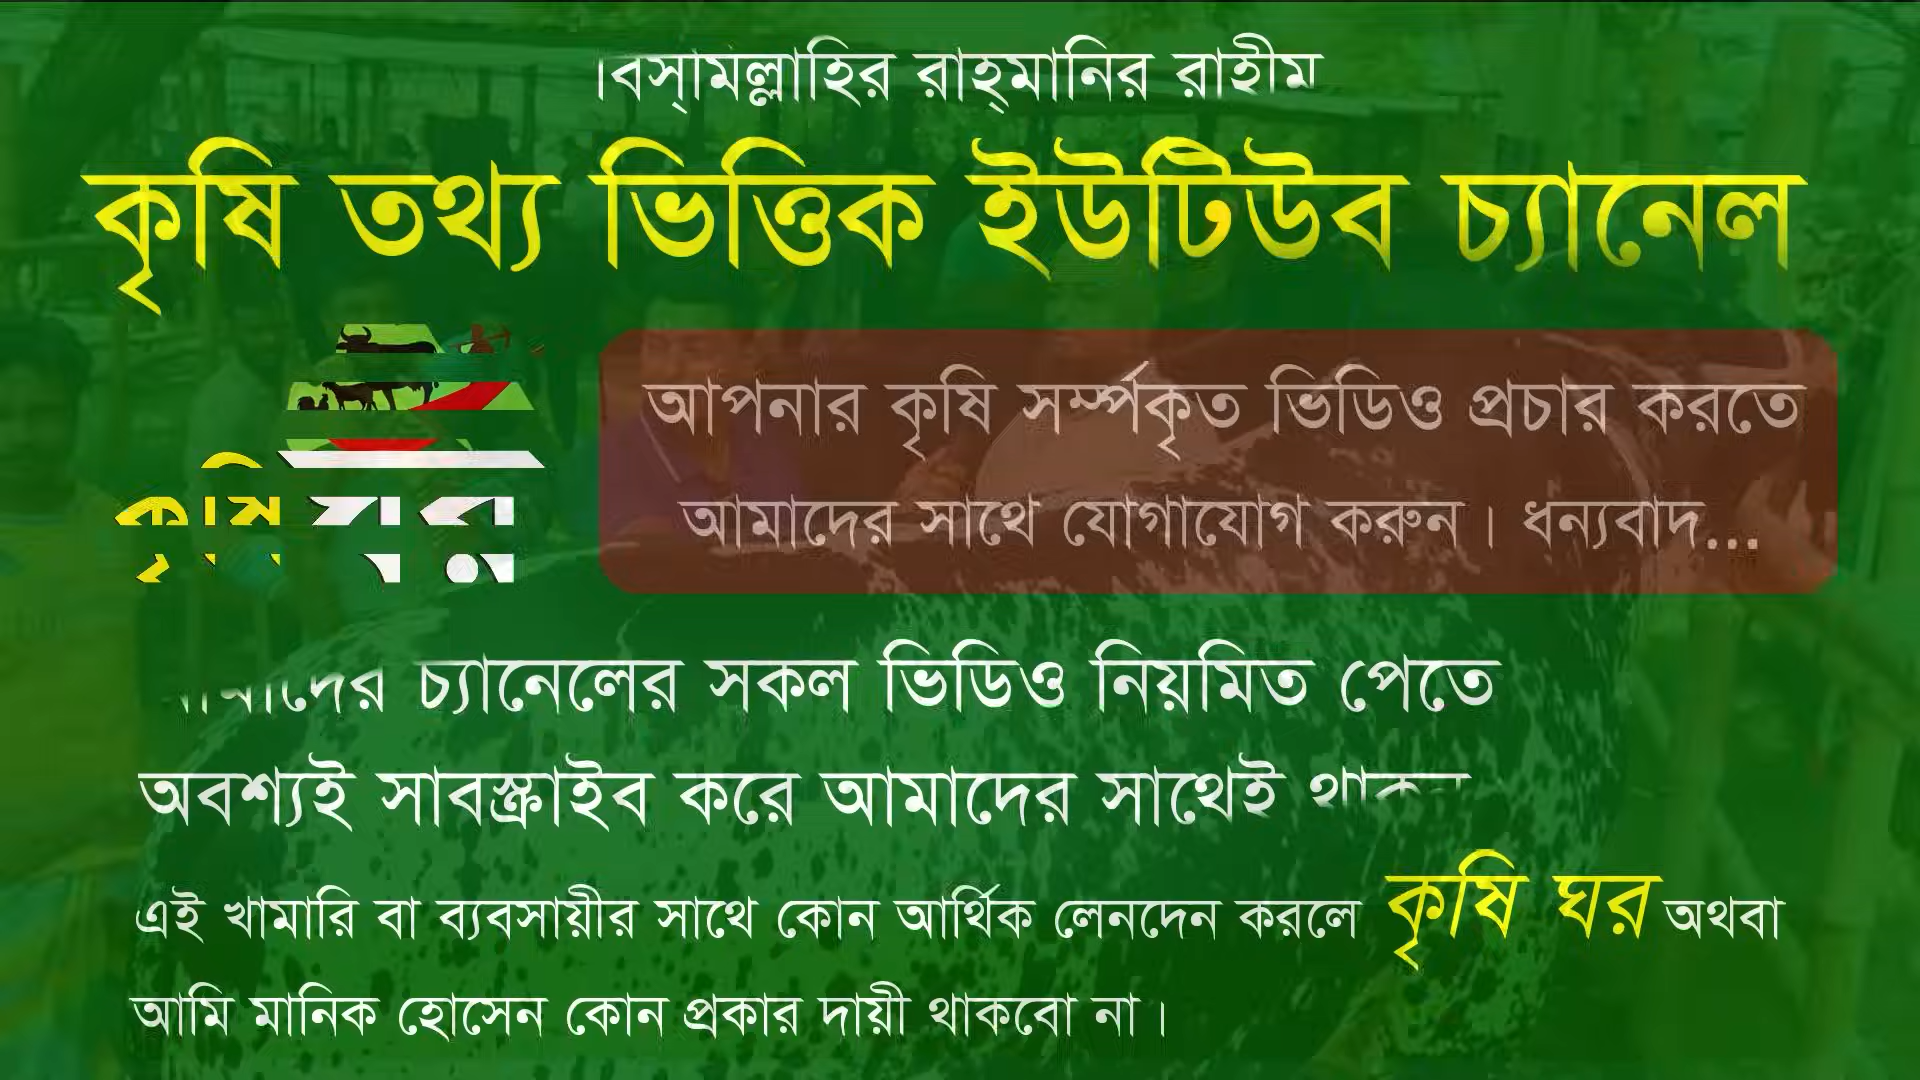 বিস্‌মিল্লাহির রাহ্‌মানির রাহীম
কৃষি তথ্য ভিত্তিক ইউটিউব চ্যানেল
কৃষি ঘর
আপনার কৃষি সর্ম্পকৃত ভিডিও প্রচার করতে
আমাদের সাথে যোগাযোগ করুন। ধন্যবাদ...
চ্যানেলের সকল ভিডিও নিয়মিত পেতে
অবশ্যই সাবস্ক্রাইব করে আমাদের সাথেই
এই খামারি বা ব্যবসায়ীর সাথে কোন আর্থিক লেনদেন করলে কৃষি ঘর অথবা
আমি মানিক হোসেন কোন প্রকার দায়ী থাকবো না।